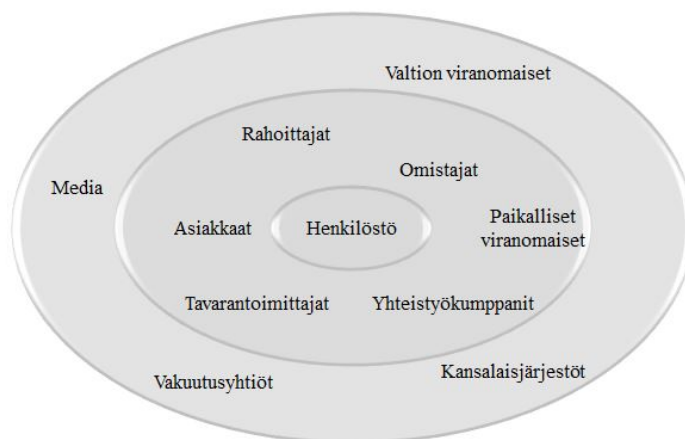 Valtion viranomaiset
Rahoittajat
Omistajat
Media
Asiakkaat
Henkilöstö
Paikalliset
viranomaiset
Tavarantoimittajat
Yhteistyökumppanit
Kansalaisjärjestöt
Vakuutusyhtiöt